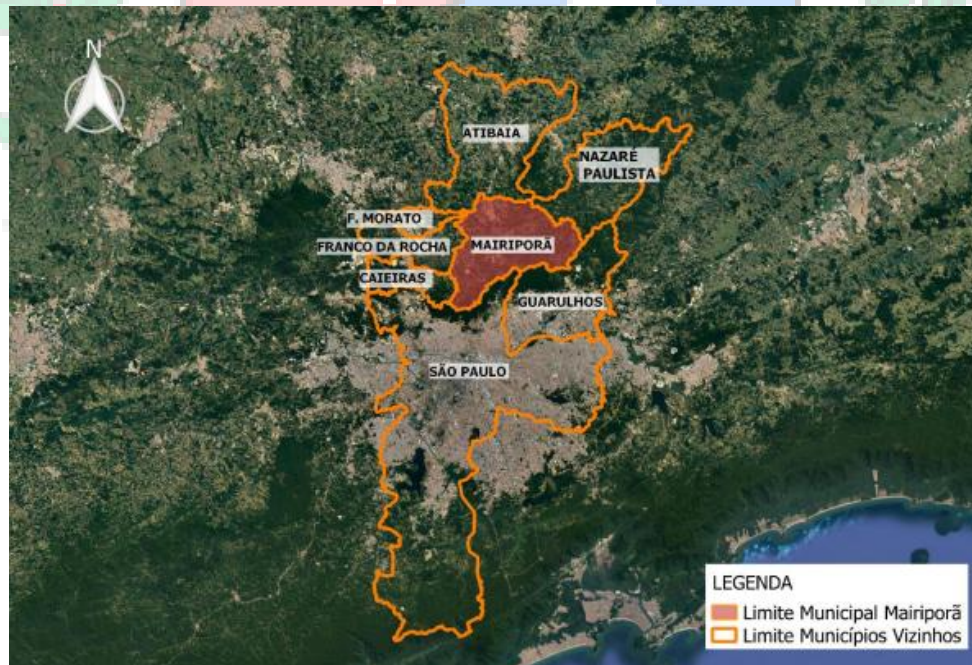 N
ATIBAIA
NAZARÉ
PAULISTA
F. MORATO
FRANCO DA ROCHA
MAIRIPORÃ
CAIEIRAS
GUARULHOS
SÃO PAULO
LEGENDA
Limite Municipal Mairiporã
Limite Municípios Vizinhos